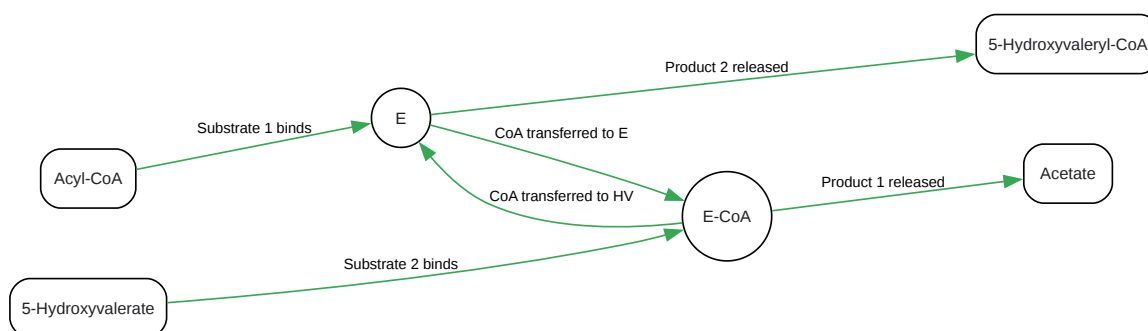 5-Hydroxyvaleryl-CoA
Product 2 released
E
Substrate 1 binds
CoA transferred to E
Acyl-CoA
Acetate
Product 1 released
CoA transferred to HV
E-CoA
Substrate 2 binds
5-Hydroxyvalerate